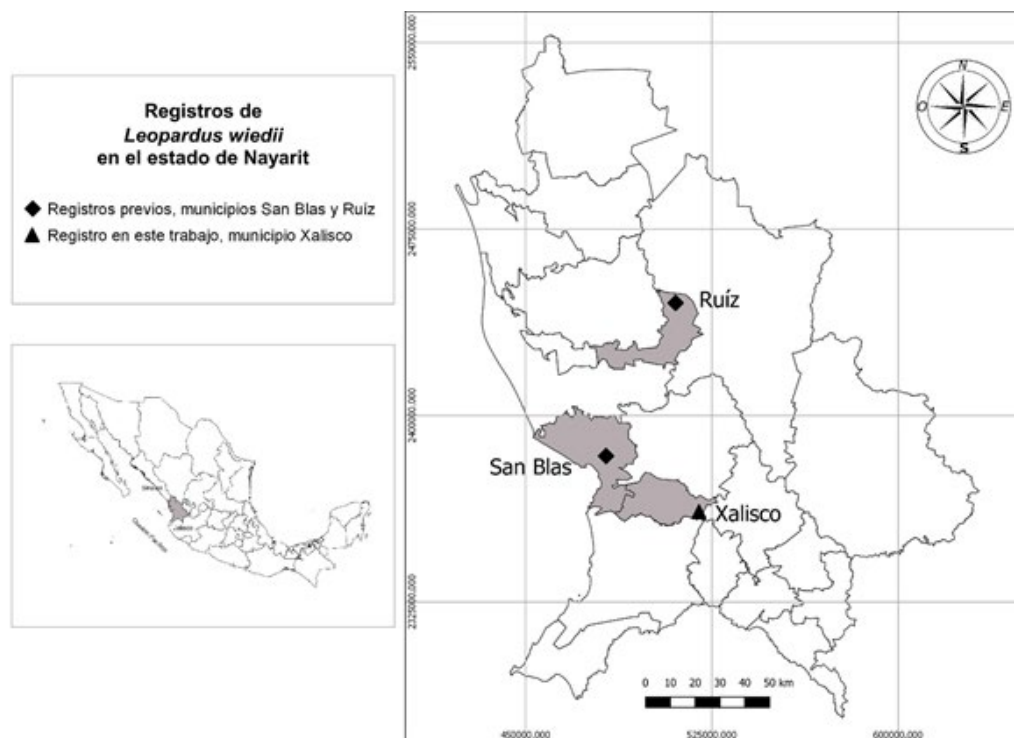 Registros de
Leopardus wiedii
en el estado de Nayarit
Registros previos, municipios San Blas y Ruíz
Registro en este trabajo, municipio Xalisco
N
O
E
S
Ruíz
San Blas
Xalisco
0 10 20 30 40 50 km
2550000.000
2475000.000
2400000.000
2325000.000
450000.000
525000.000
600000.000